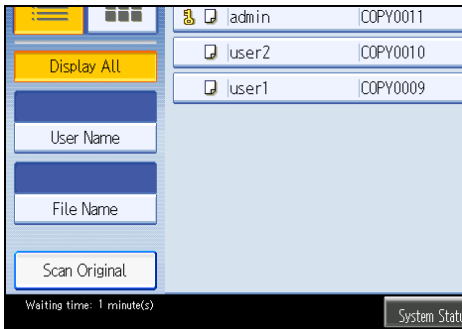 admin COPY0011
Display All
user2 COPY0010
user1 COPY0009
User Name
File Name
Scan Original
Waiting time: 1 minute(s)
System Statu